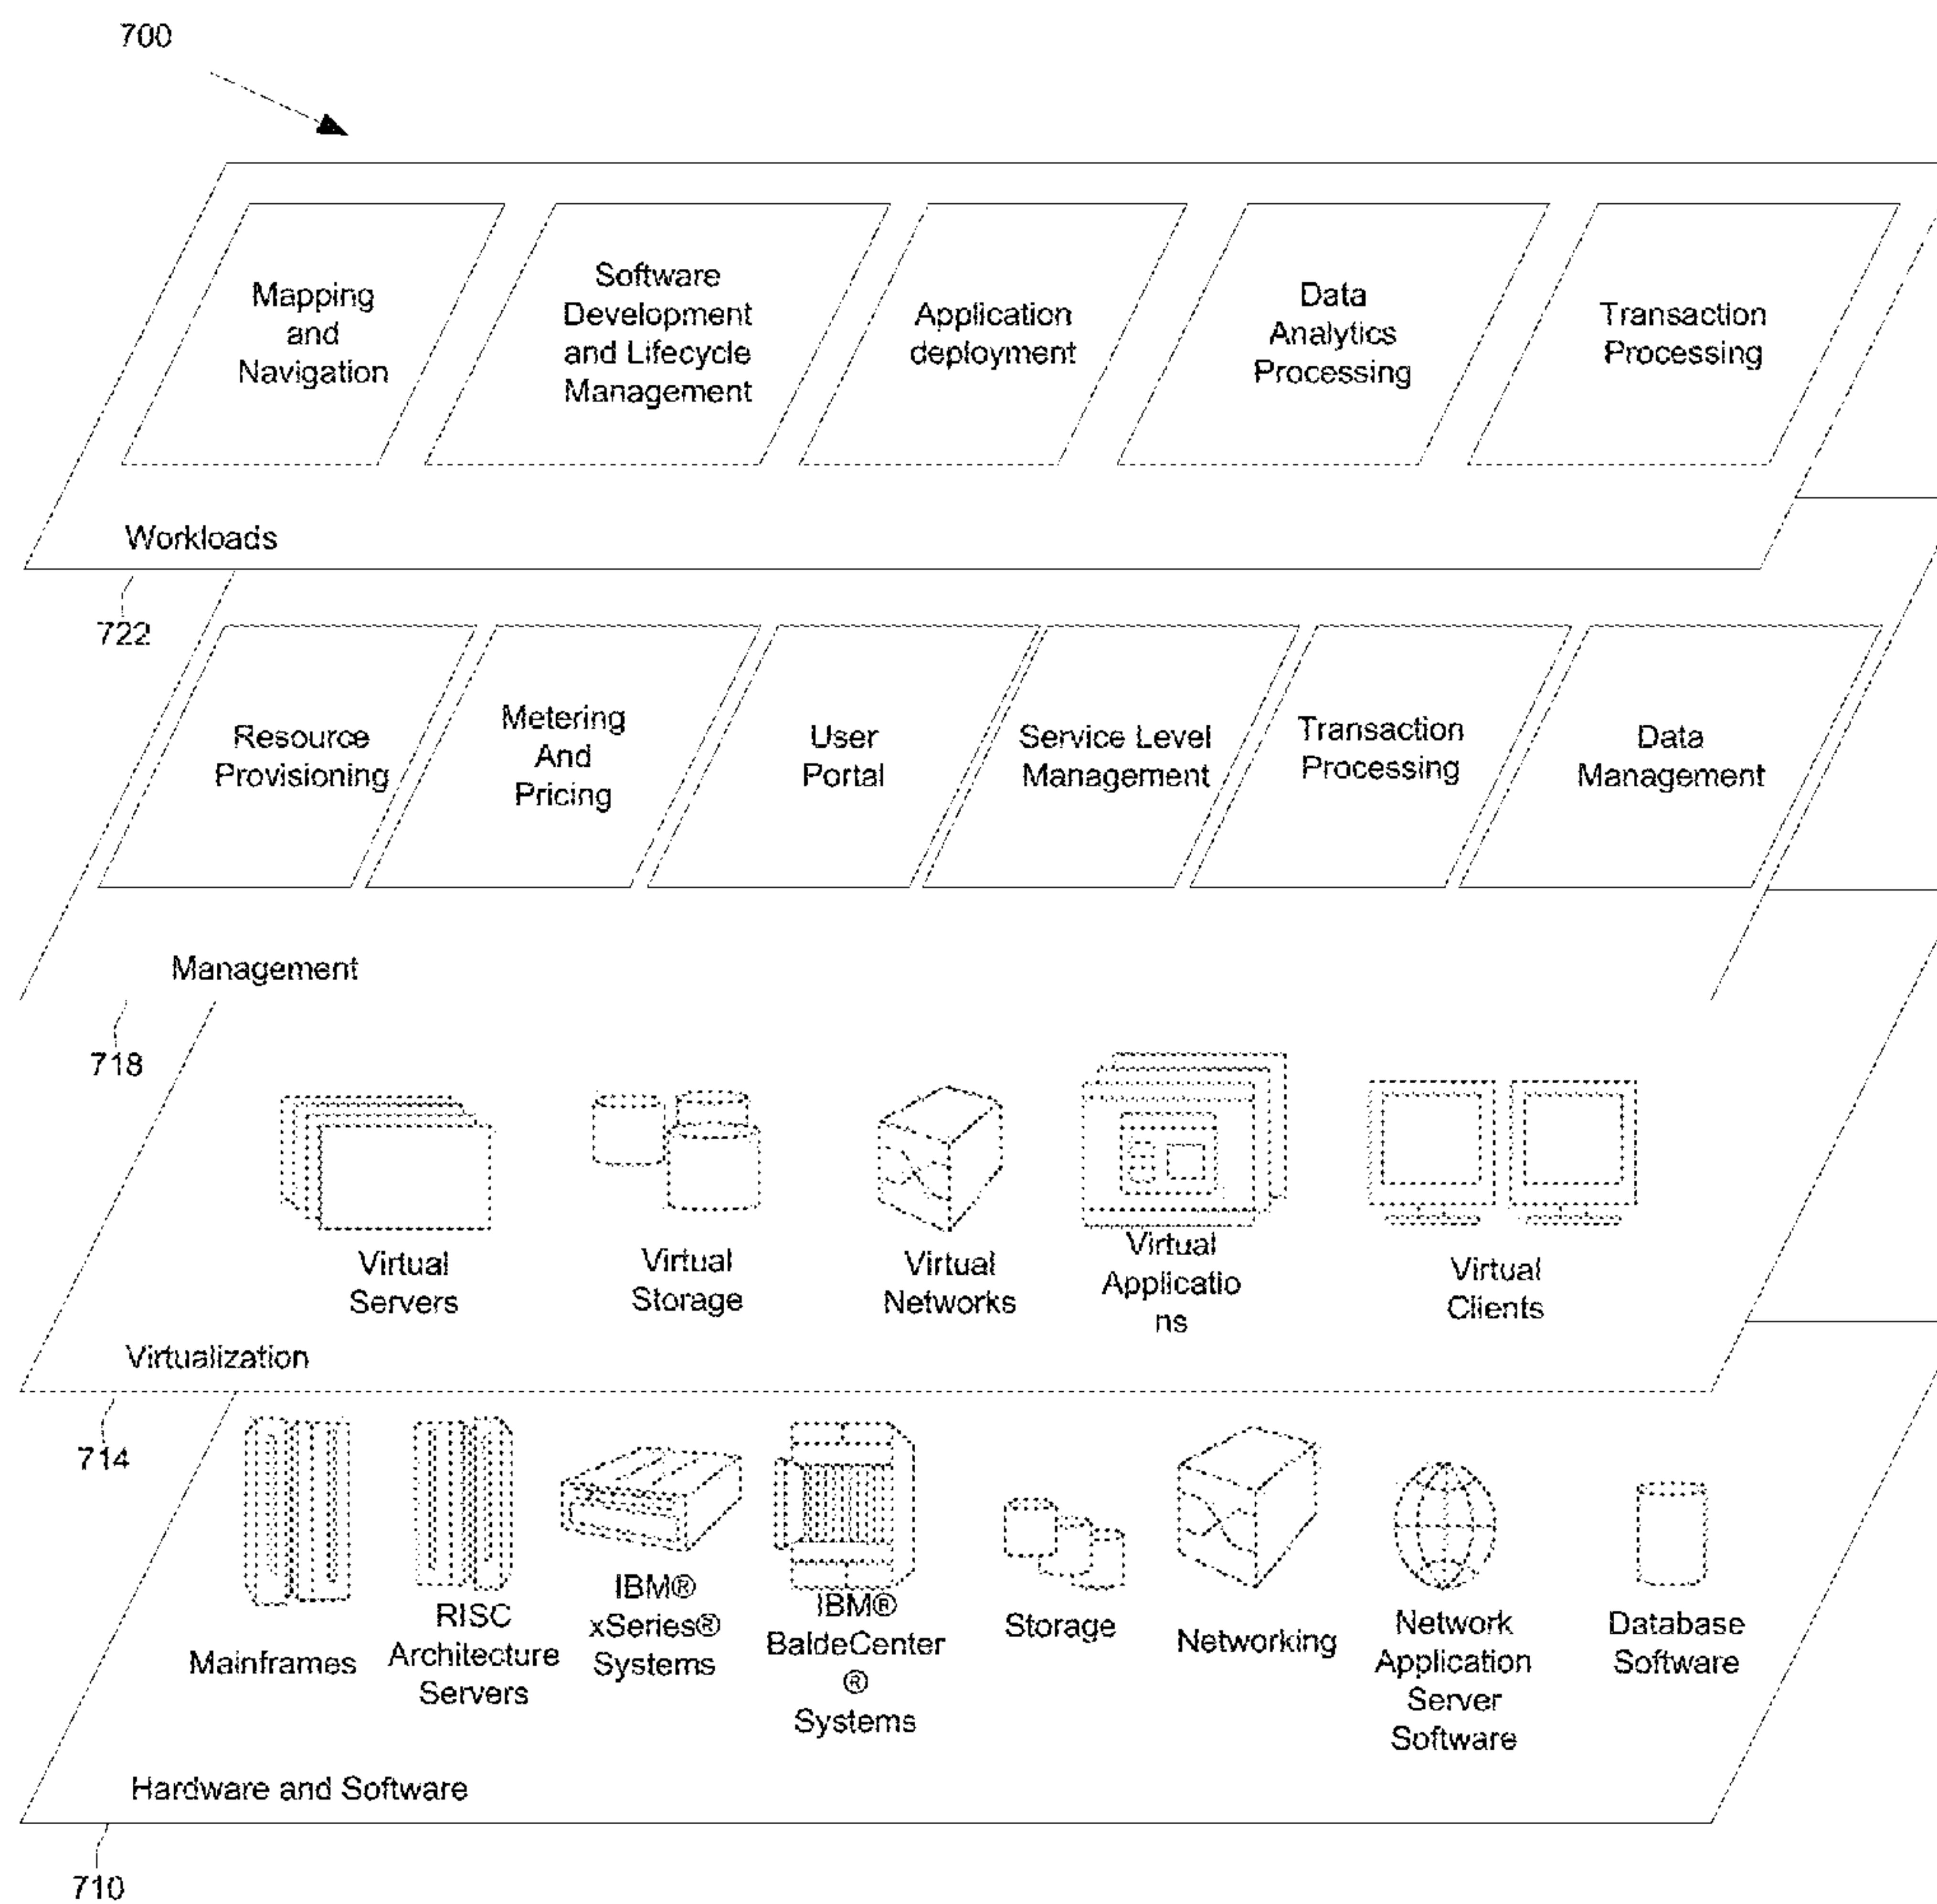 700
Mapping
and
Navigation
Software
Development
and Lifecycle
Management
Application
deployment
Data
Analytics
Processing
Transaction
Processing
Workloads
722
Resource
Provisioning
Metering
And
Pricing
User
Portal
Service Level
Management
Transaction
Processing
Data
Management
Management
718
Virtual
Servers
Virtual
Storage
Virtual
Networks
Virtual
Applicatio
ns
Virtual
Clients
Virtualization
714
Mainframes
RISC
Architecture
Servers
IBM®
xSeries®
Systems
IBM®
BaldeCenter
®
Systems
Storage
Networking
Network
Application
Server
Software
Database
Software
Hardware and Software
710